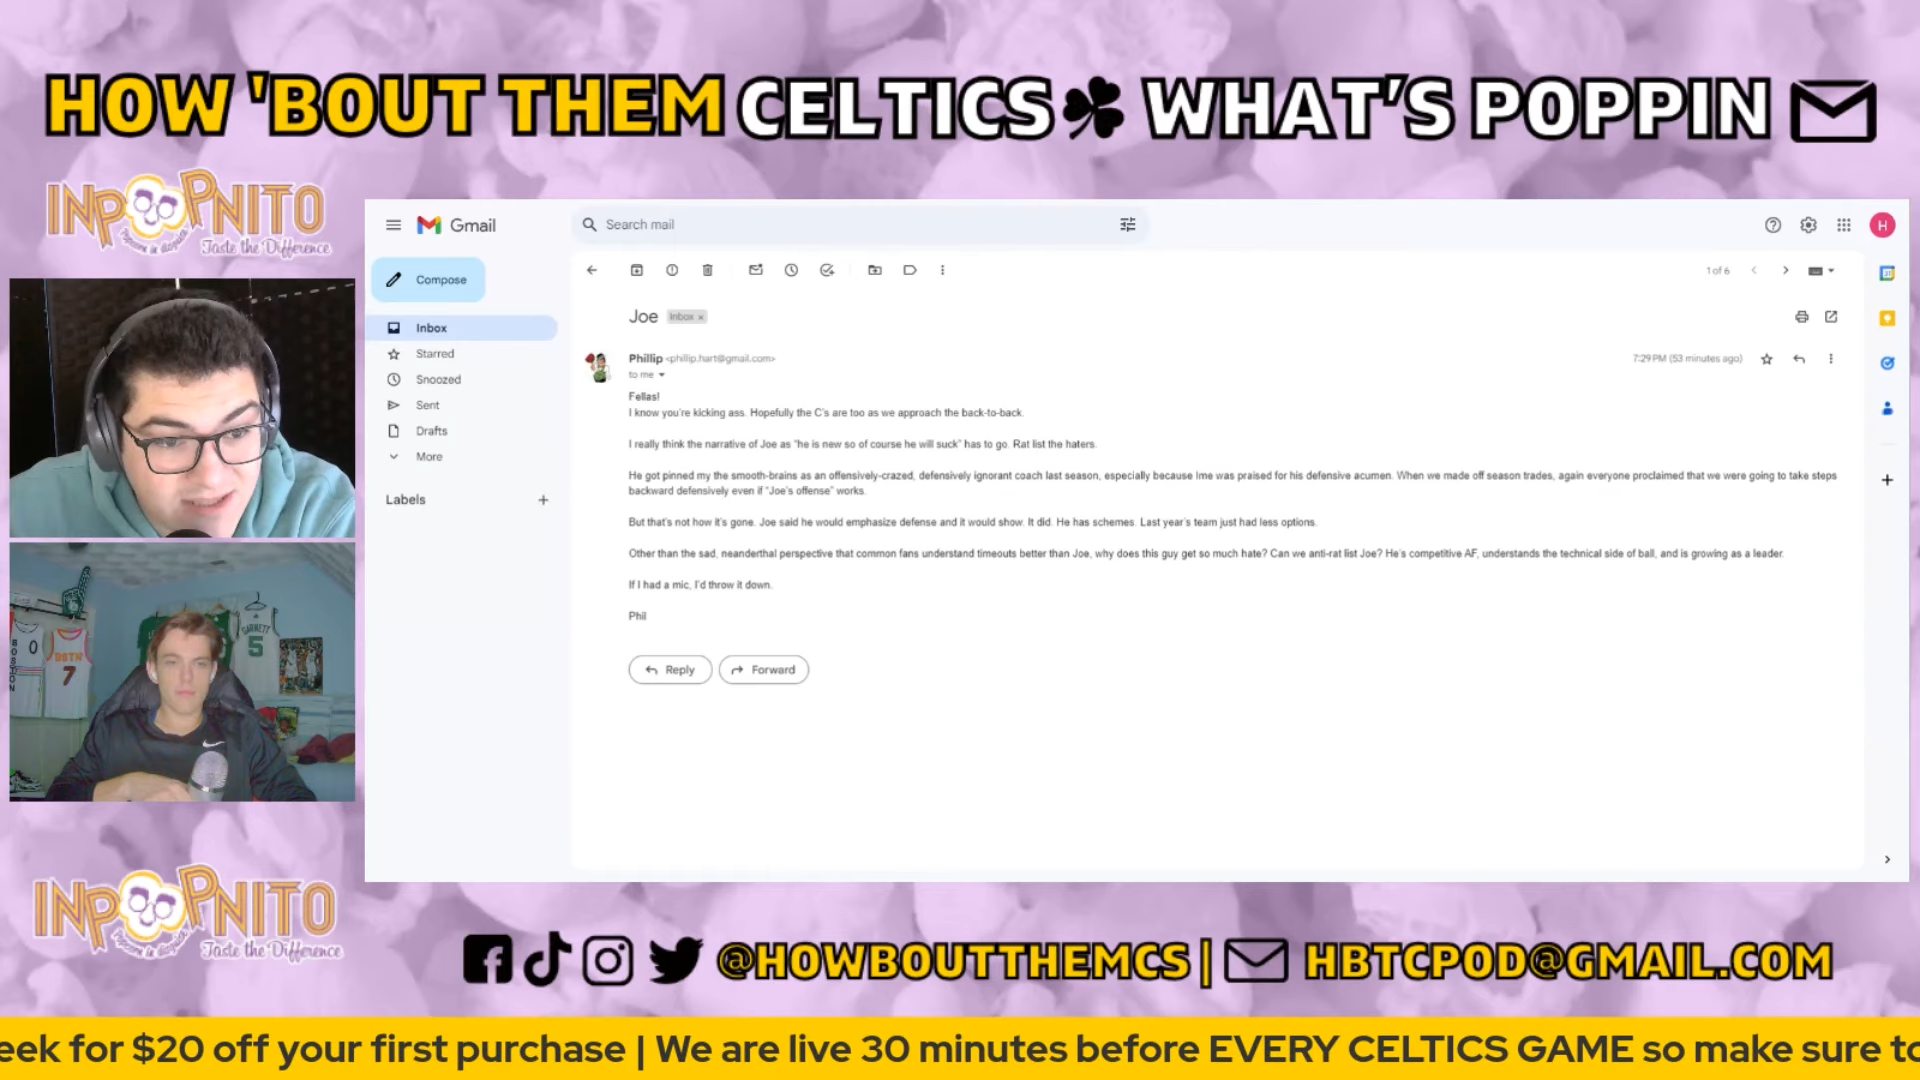 HOW 'BOUT THEM CELTICS WHAT'S POPPIN
INPOPNITO
Popcorn in disguise
Taste the Difference
Gmail
Search mail
H
Compose
1 of 6
Inbox
Starred
Snoozed
Sent
Drafts
More
Labels
Joe Inbox x
Phillip <phillip.hart@gmail.com>
7:29 PM (53 minutes ago)
to me
Fellas!
I know you're kicking ass. Hopefully the C's are too as we approach the back-to-back.
I really think the narrative of Joe as "he is new so of course he will suck" has to go. Rat list the haters.
He got pinned my the smooth-brains as an offensively-crazed, defensively ignorant coach last season, especially because Ime was praised for his defensive acumen. When we made off season trades, again everyone proclaimed that we were going to take steps
backward defensively even if "Joe's offense" works.
But that's not how it's gone. Joe said he would emphasize defense and it would show. It did. He has schemes. Last year's team just had less options.
Other than the sad, neanderthal perspective that common fans understand timeouts better than Joe, why does this guy get so much hate? Can we anti-rat list Joe? He's competitive AF, understands the technical side of ball, and is growing as a leader.
If I had a mic, I'd throw it down.
Phil
Reply
Forward
BOSTON
0
BSTN
7
GARNETT
5
INPOPNITO
Popcorn in disguise
Taste the Difference
@HOWBOUTTHEMCS | HBTCPOD@GMAIL.COM
eek for $20 off your first purchase | We are live 30 minutes before EVERY CELTICS GAME so make sure to